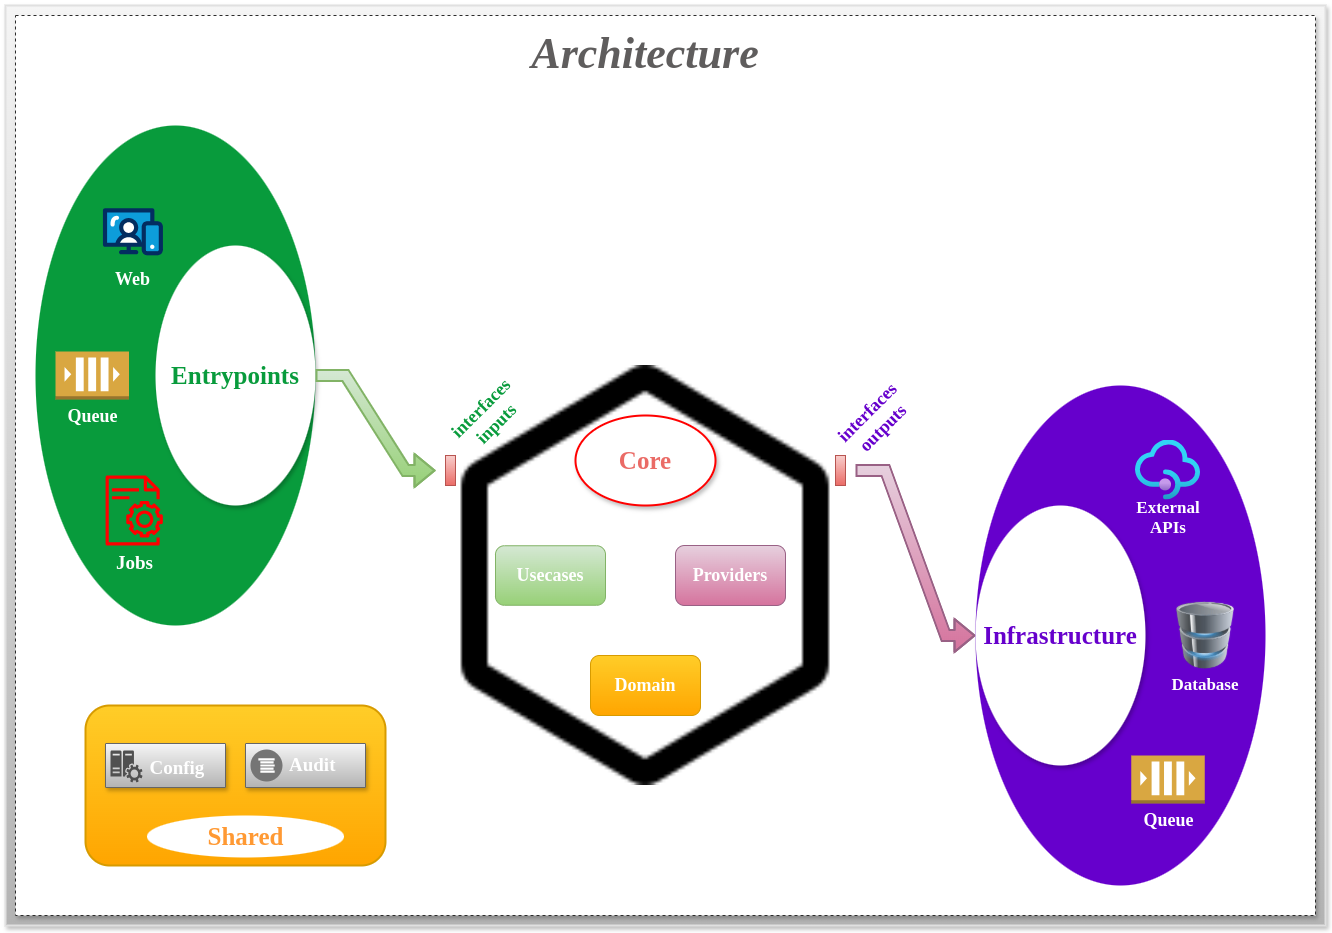 Architecture
Web
Entrypoints
Queue
Jobs
interfaces
inputs
Core
Usecases
Providers
Domain
interfaces
outputs
External
APIs
Infrastructure
Database
Queue
Config
Audit
Shared